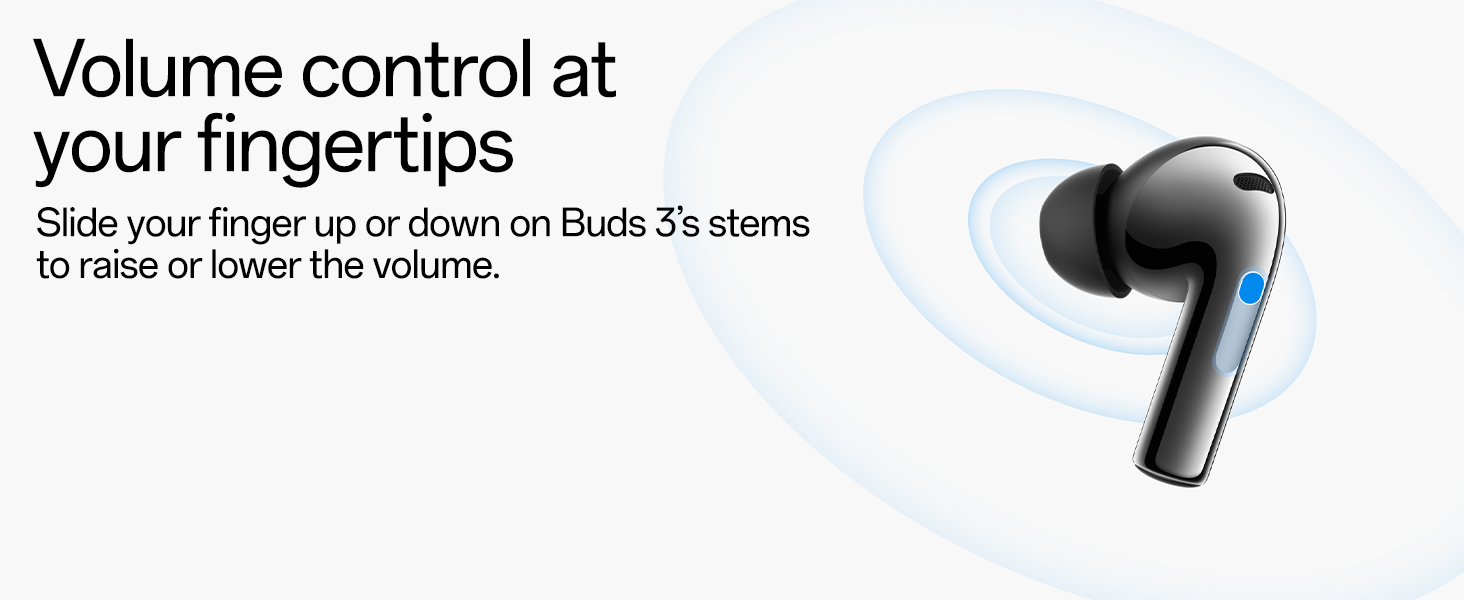 Volume control at
your fingertips
Slide your finger up or down on Buds 3’s stems
to raise or lower the volume.